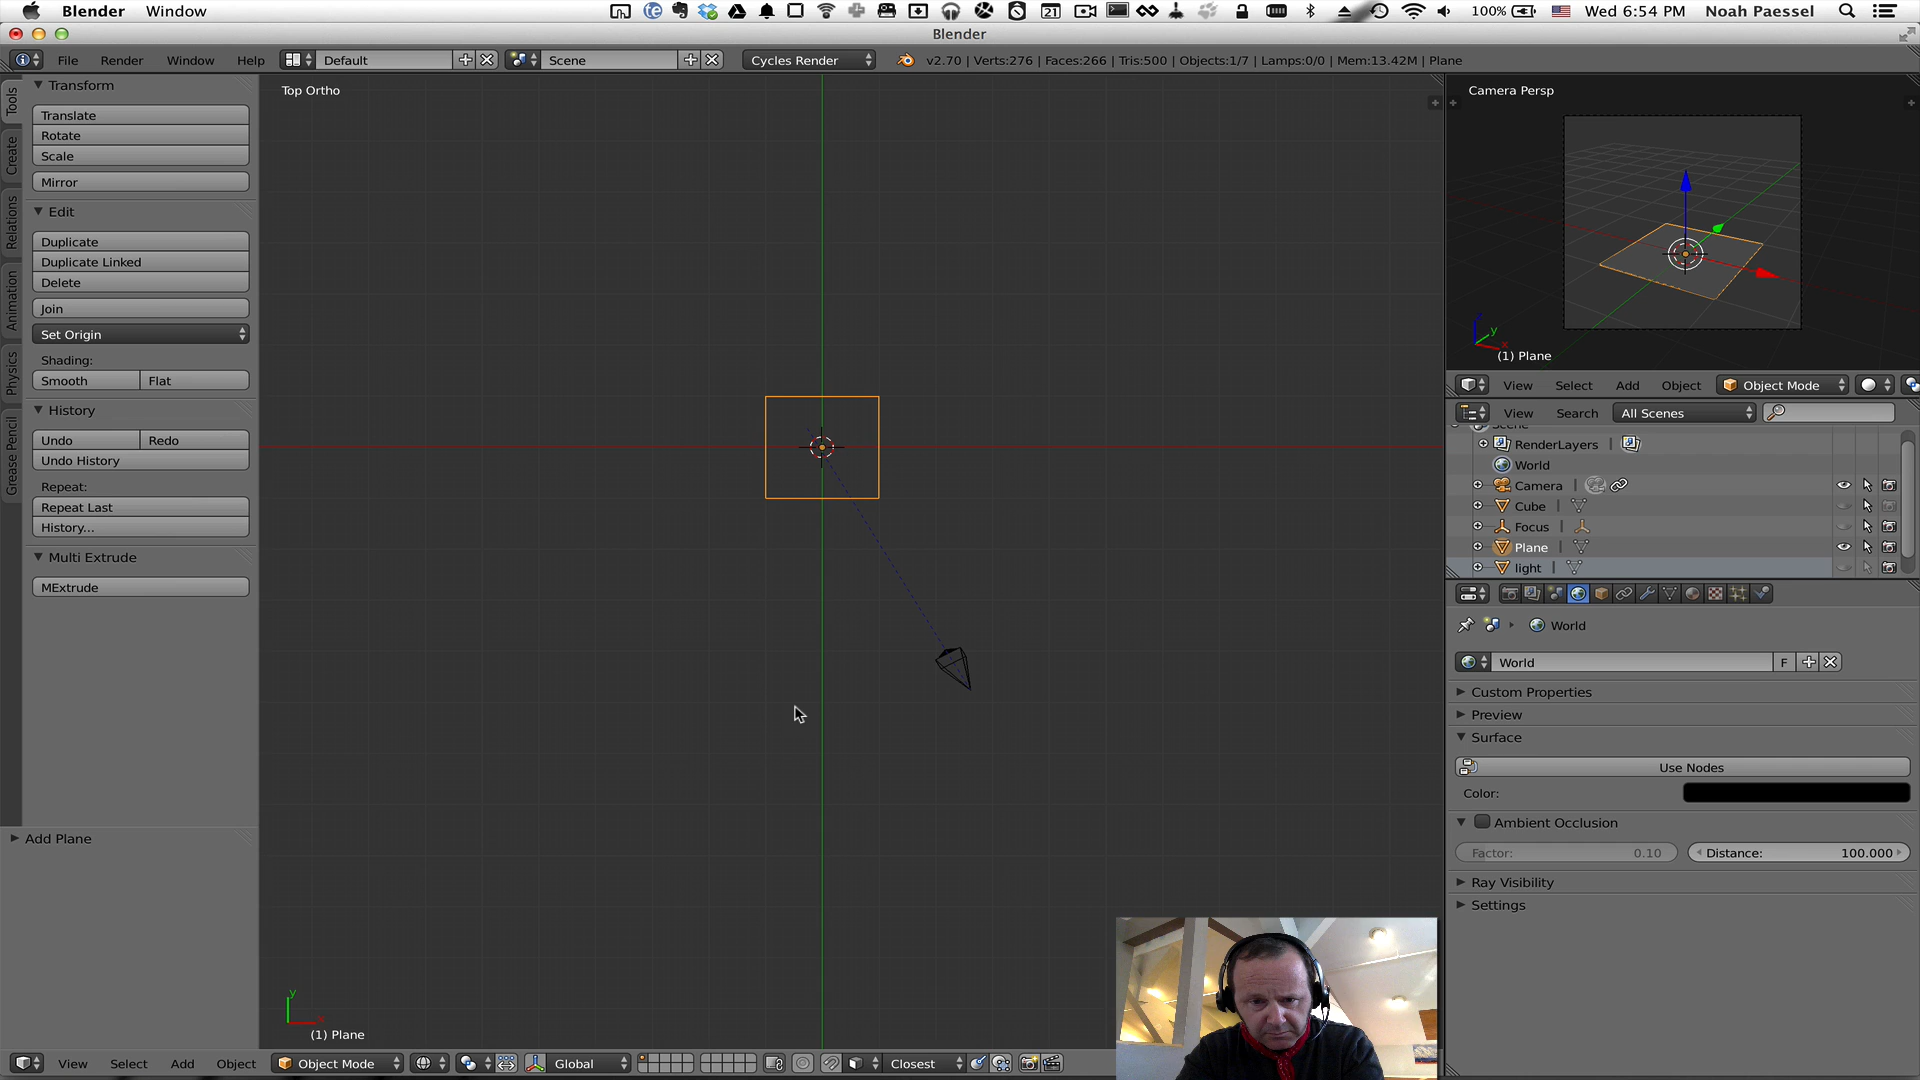 Blender Window 21 100% Wed 6:54 PM Noah Paessel
Blender
File Render Window Help Default Scene Cycles Render v2.70 | Verts:276 | Faces:266 | Tris:500 | Objects:1/7 | Lamps:0/0 | Mem:13.42M | Plane
Tools
Create
Relations
Animation
Physics
Grease Pencil
Transform
Translate
Rotate
Scale
Mirror
Edit
Duplicate
Duplicate Linked
Delete
Join
Set Origin
Shading:
Smooth Flat
History
Undo Redo
Undo History
Repeat:
Repeat Last
History...
Multi Extrude
MExtrude
Add Plane
Top Ortho
y
x
(1) Plane
View Select Add Object Object Mode Global Closest
Camera Persp
z
y
x
(1) Plane
View Select Add Object Object Mode
View Search All Scenes
Scene
RenderLayers |
World
Camera |
Cube |
Focus |
Plane |
light |
World
World F
Custom Properties
Preview
Surface
Use Nodes
Color:
Ambient Occlusion
Factor: 0.10 Distance: 100.000
Ray Visibility
Settings